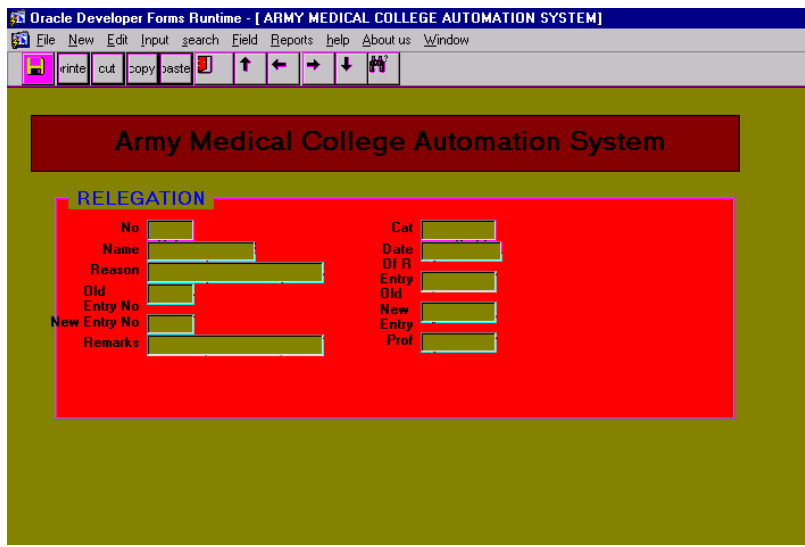 Oracle Developer Forms Runtime - [ ARMY MEDICAL COLLEGE AUTOMATION SYSTEM]
File New Edit Input search Field Reports help About us Window
rinte cut copy paste
Army Medical College Automation System
RELEGATION
No
Cat
Name
Date
Of R
Reason
Entry
Old
Old
Entry No
New
Entry
New Entry No
Remarks
Prof